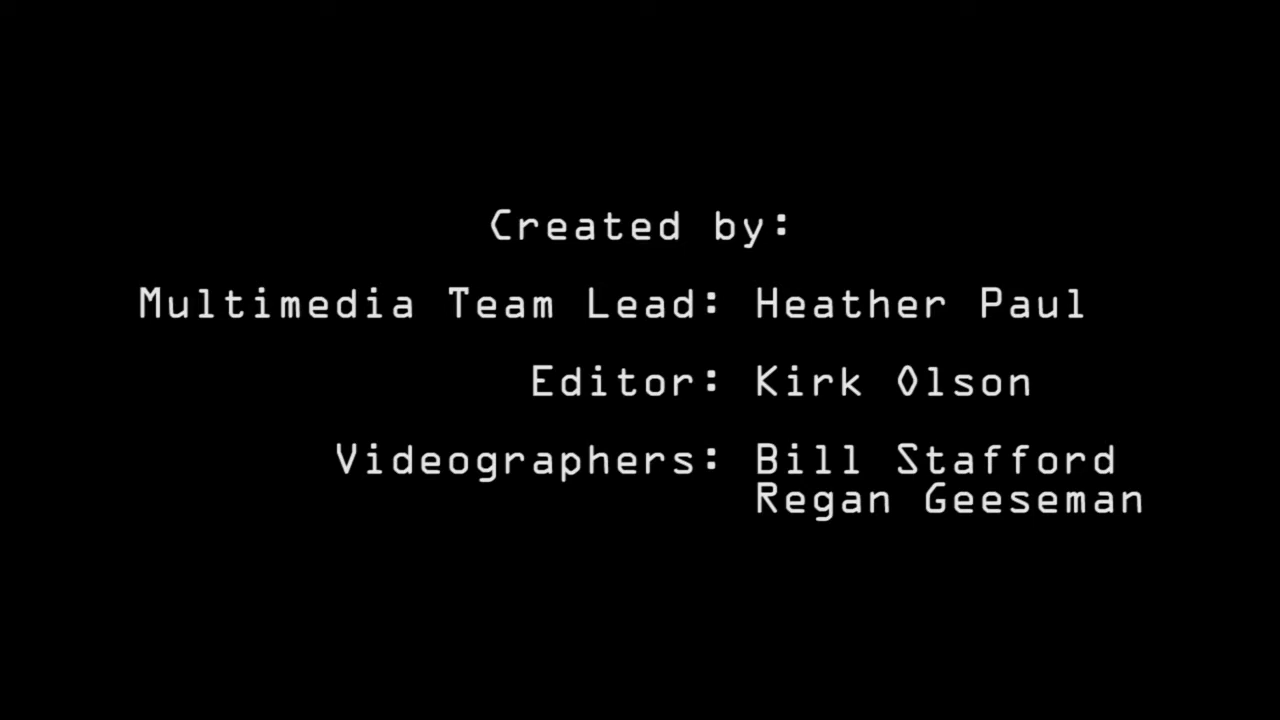 Created by:
Multimedia Team Lead: Heather Paul
Editor: Kirk Olson
Videographers: Bill Stafford
Regan Geeseman